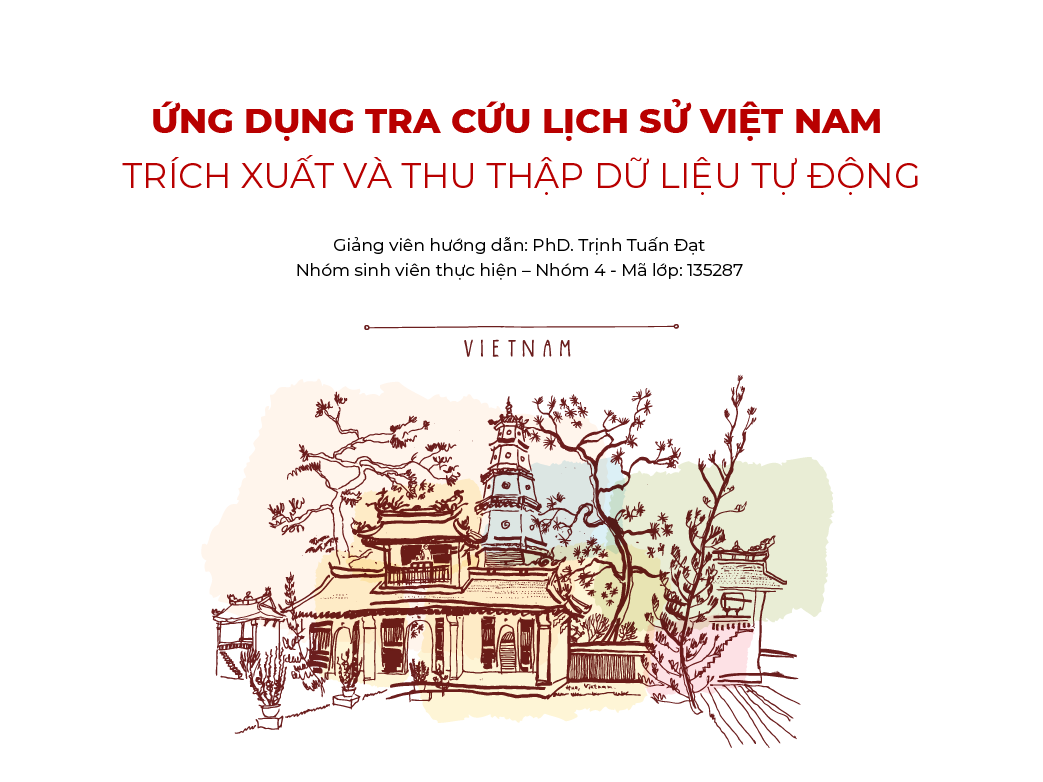 ỨNG DỤNG TRA CỨU LỊCH SỬ VIỆT NAM
TRÍCH XUẤT VÀ THU THẬP DỮ LIỆU TỰ ĐỘNG
Giảng viên hướng dẫn: PhD. Trịnh Tuấn Đạt
Nhóm sinh viên thực hiện – Nhóm 4 - Mã lớp: 135287
VIETNAM
Hue, Vietnam